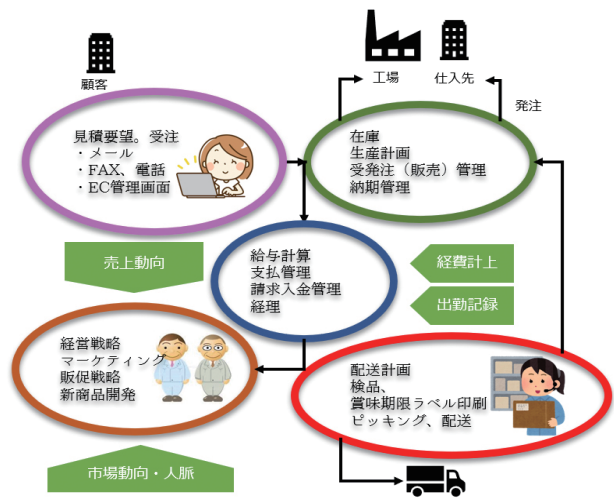 顧客
工場
仕入先
発注
見積要望。受注
・メール
・FAX、電話
・EC管理画面
在庫
生産計画
受発注（販売）管理
納期管理
売上動向
給与計算
支払管理
請求入金管理
経理
経費計上
出勤記録
経営戦略
マーケティング
販促戦略
新商品開発
配送計画
検品、
賞味期限ラベル印刷
ピッキング、配送
市場動向・人脈